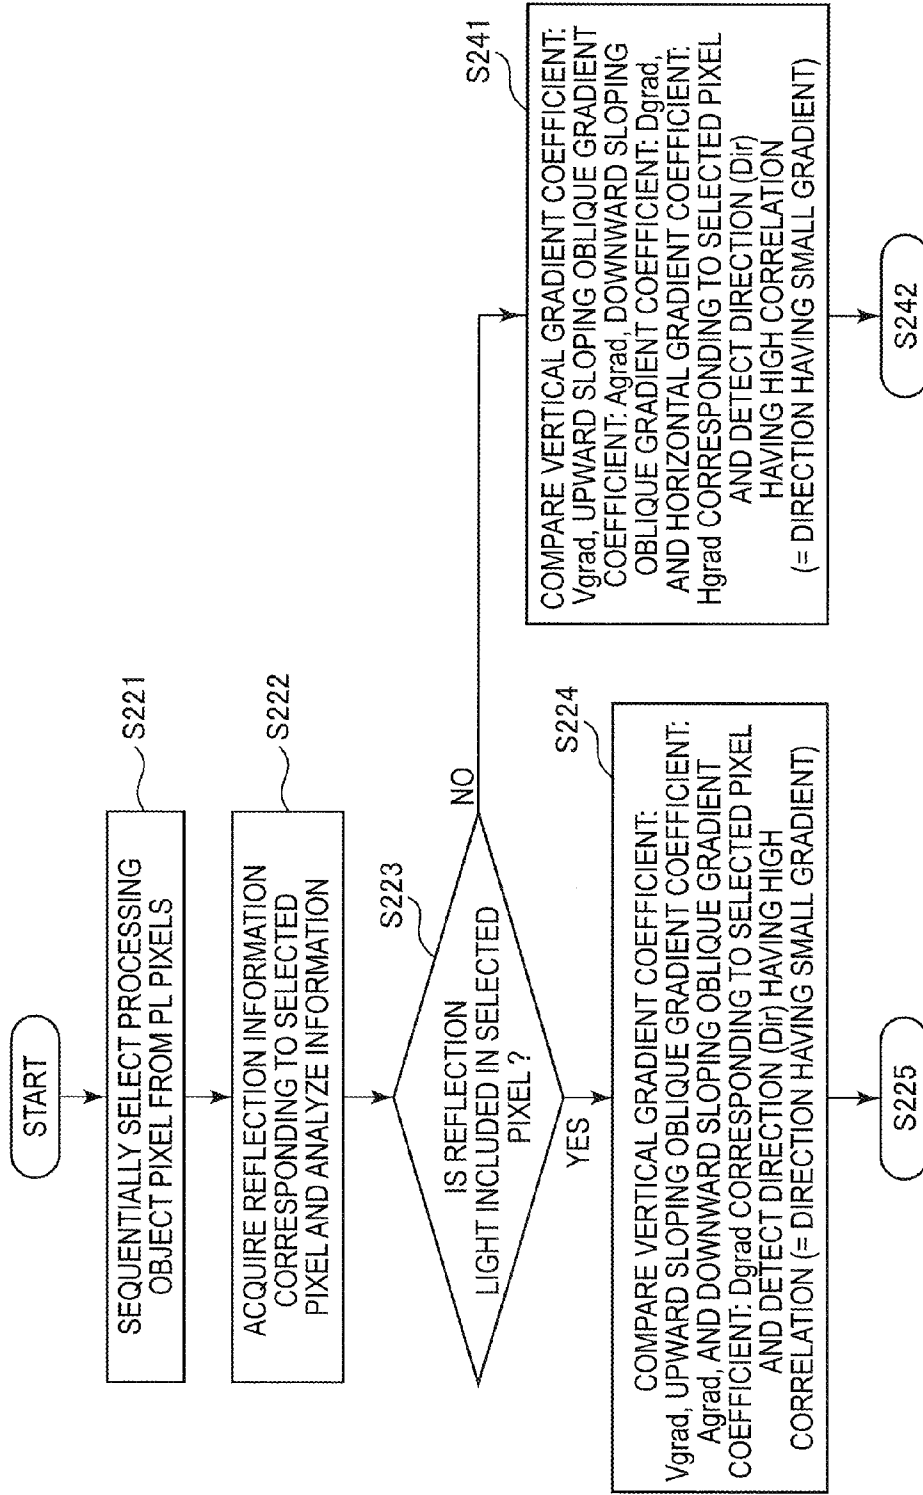 START
S221
SEQUENTIALLY SELECT PROCESSING
OBJECT PIXEL FROM PL PIXELS
S222
ACQUIRE REFLECTION INFORMATION
CORRESPONDING TO SELECTED
PIXEL AND ANALYZE INFORMATION
S223
IS REFLECTION
LIGHT INCLUDED IN SELECTED
PIXEL?
NO
YES
S224
COMPARE VERTICAL GRADIENT COEFFICIENT:
Vgrad, UPWARD SLOPING OBLIQUE GRADIENT COEFFICIENT:
Agrad, AND DOWNWARD SLOPING OBLIQUE GRADIENT
COEFFICIENT: Dgrad CORRESPONDING TO SELECTED PIXEL
AND DETECT DIRECTION (Dir) HAVING HIGH
CORRELATION (= DIRECTION HAVING SMALL GRADIENT)
S225
S241
COMPARE VERTICAL GRADIENT COEFFICIENT:
Vgrad, UPWARD SLOPING OBLIQUE GRADIENT
COEFFICIENT: Agrad, DOWNWARD SLOPING
OBLIQUE GRADIENT COEFFICIENT: Dgrad,
AND HORIZONTAL GRADIENT COEFFICIENT:
Hgrad CORRESPONDING TO SELECTED PIXEL
AND DETECT DIRECTION (Dir)
HAVING HIGH CORRELATION
(= DIRECTION HAVING SMALL GRADIENT)
S242